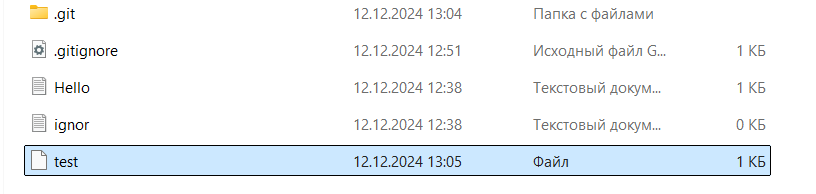 .git 12.12.2024 13:04 Папка с файлами
.gitignore 12.12.2024 12:51 Исходный файл G... 1 КБ
Hello 12.12.2024 12:38 Текстовый докум... 1 КБ
ignor 12.12.2024 12:38 Текстовый докум... 0 КБ
test 12.12.2024 13:05 Файл 1 КБ